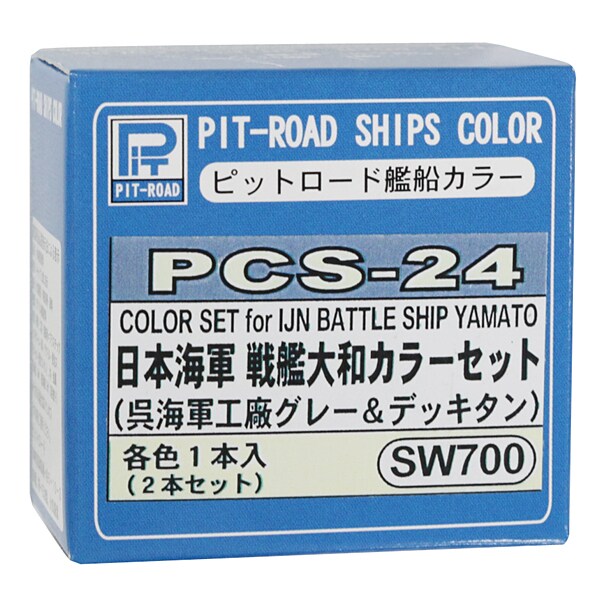 PIT-ROAD SHIPS COLOR
PIT
PIT-ROAD
ピットロード艦船カラー
PCS-24
COLOR SET for IJN BATTLE SHIP YAMATO
日本海軍 戦艦大和カラーセット
(呉海軍工廠グレー&デッキタン)
各色1本入
(2本セット)
SW700